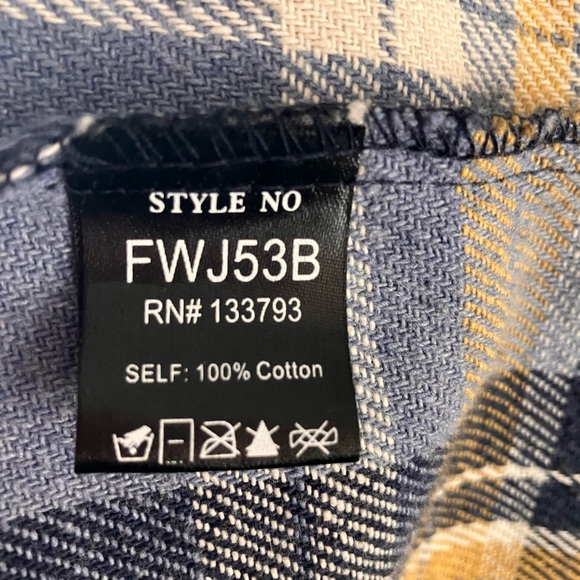 STYLE NO
FWJ53B
RN# 133793
SELF: 100% Cotton